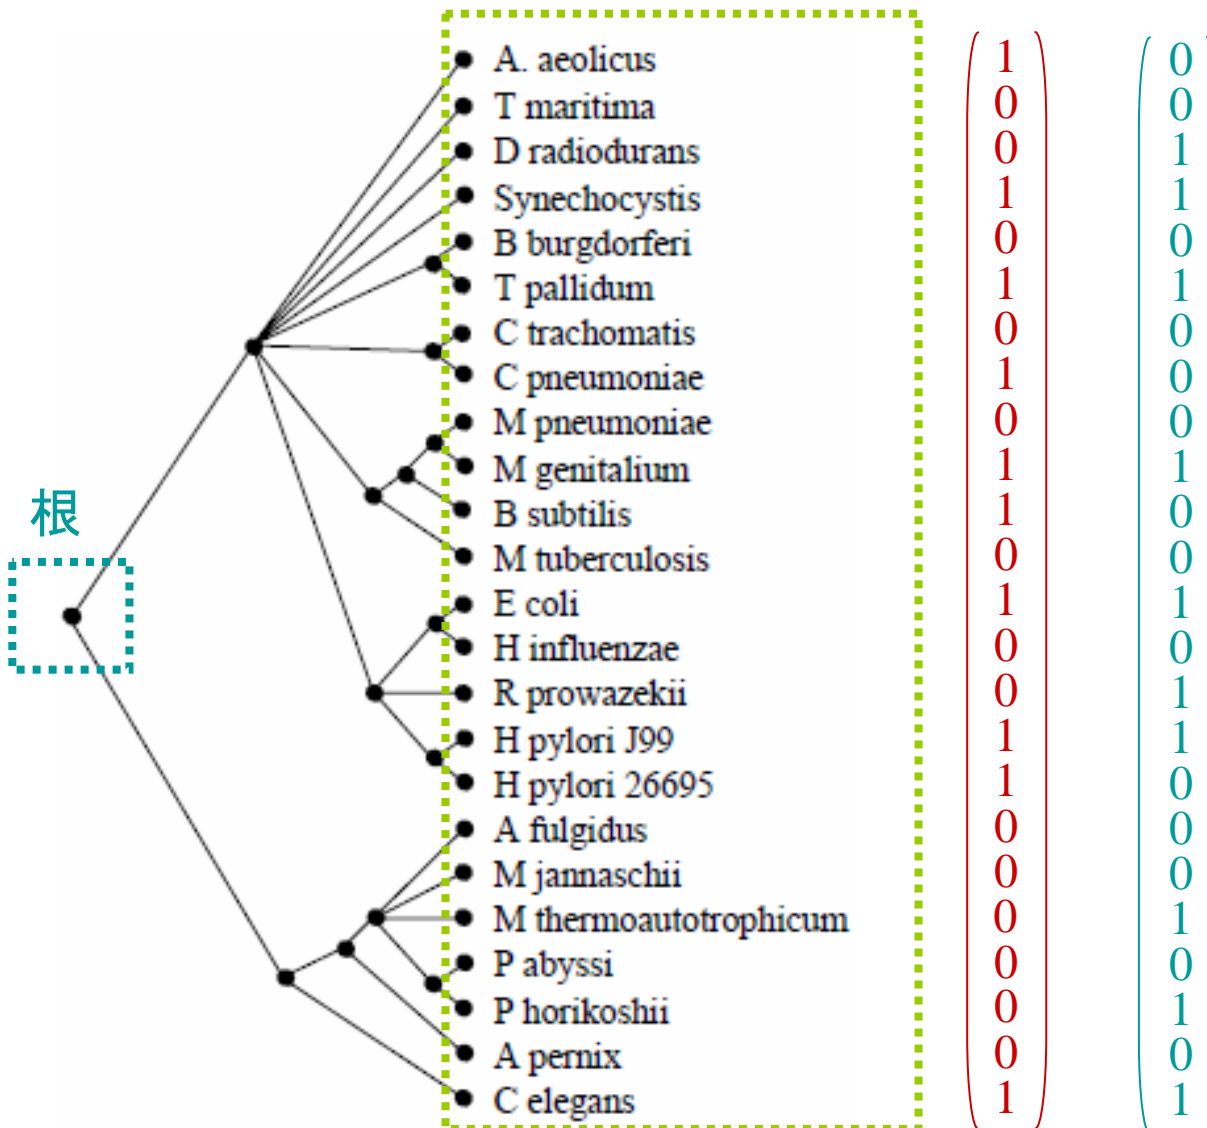 A. aeolicus 1 0
T maritima 0 0
D radiodurans 0 1
Synechocystis 1 1
B burgdorferi 0 0
T pallidum 1 1
C trachomatis 0 0
C pneumoniae 1 0
M pneumoniae 0 0
M genitalium 1 1
根
B subtilis 1 0
M tuberculosis 0 0
E coli 1 1
H influenzae 0 0
R prowazekii 0 1
H pylori J99 1 1
H pylori 26695 1 0
A fulgidus 0 0
M jannaschii 0 0
M thermoautotrophicum 0 1
P abyssi 0 0
P horikoshii 0 1
A pernix 0 0
C elegans 1 1